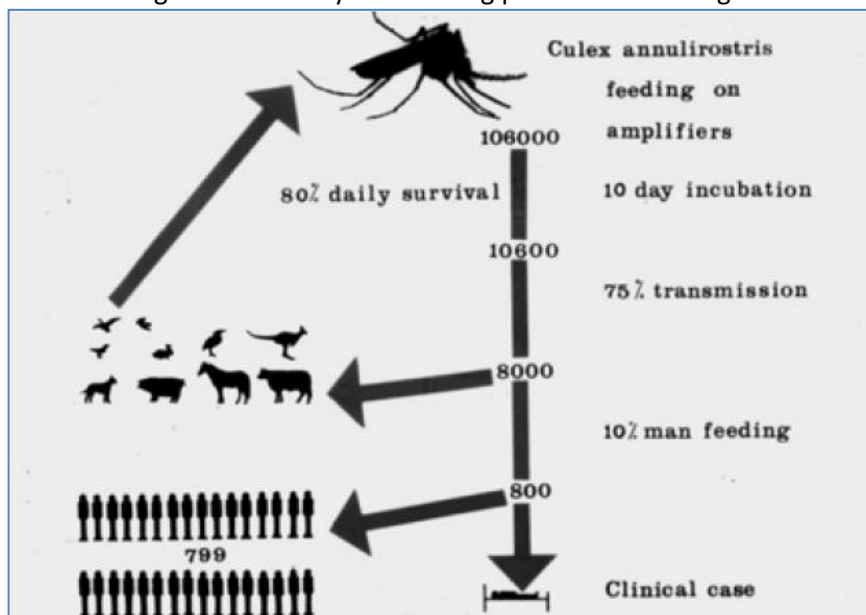 Culex annulirostris
feeding on
amplifiers
106000
80% daily survival
10 day incubation
10600
75% transmission
8000
10% man feeding
800
799
Clinical case